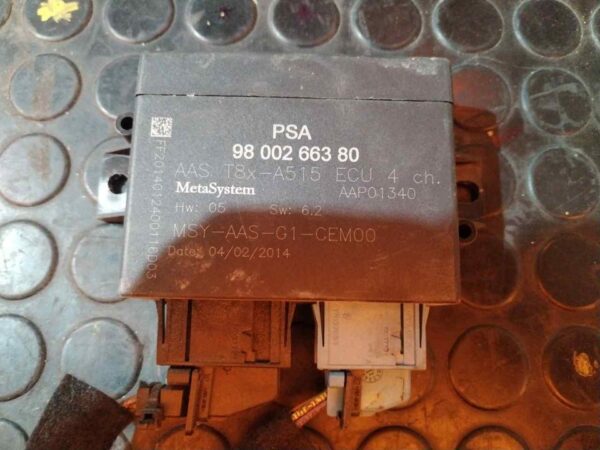 PSA
98 002 663 80
AAS T8x-A515 ECU 4 ch.
MetaSystem AAP01340
Hw: 05 Sw: 6.2
MSY-AAS-G1-CEM00
Date: 04/02/2014